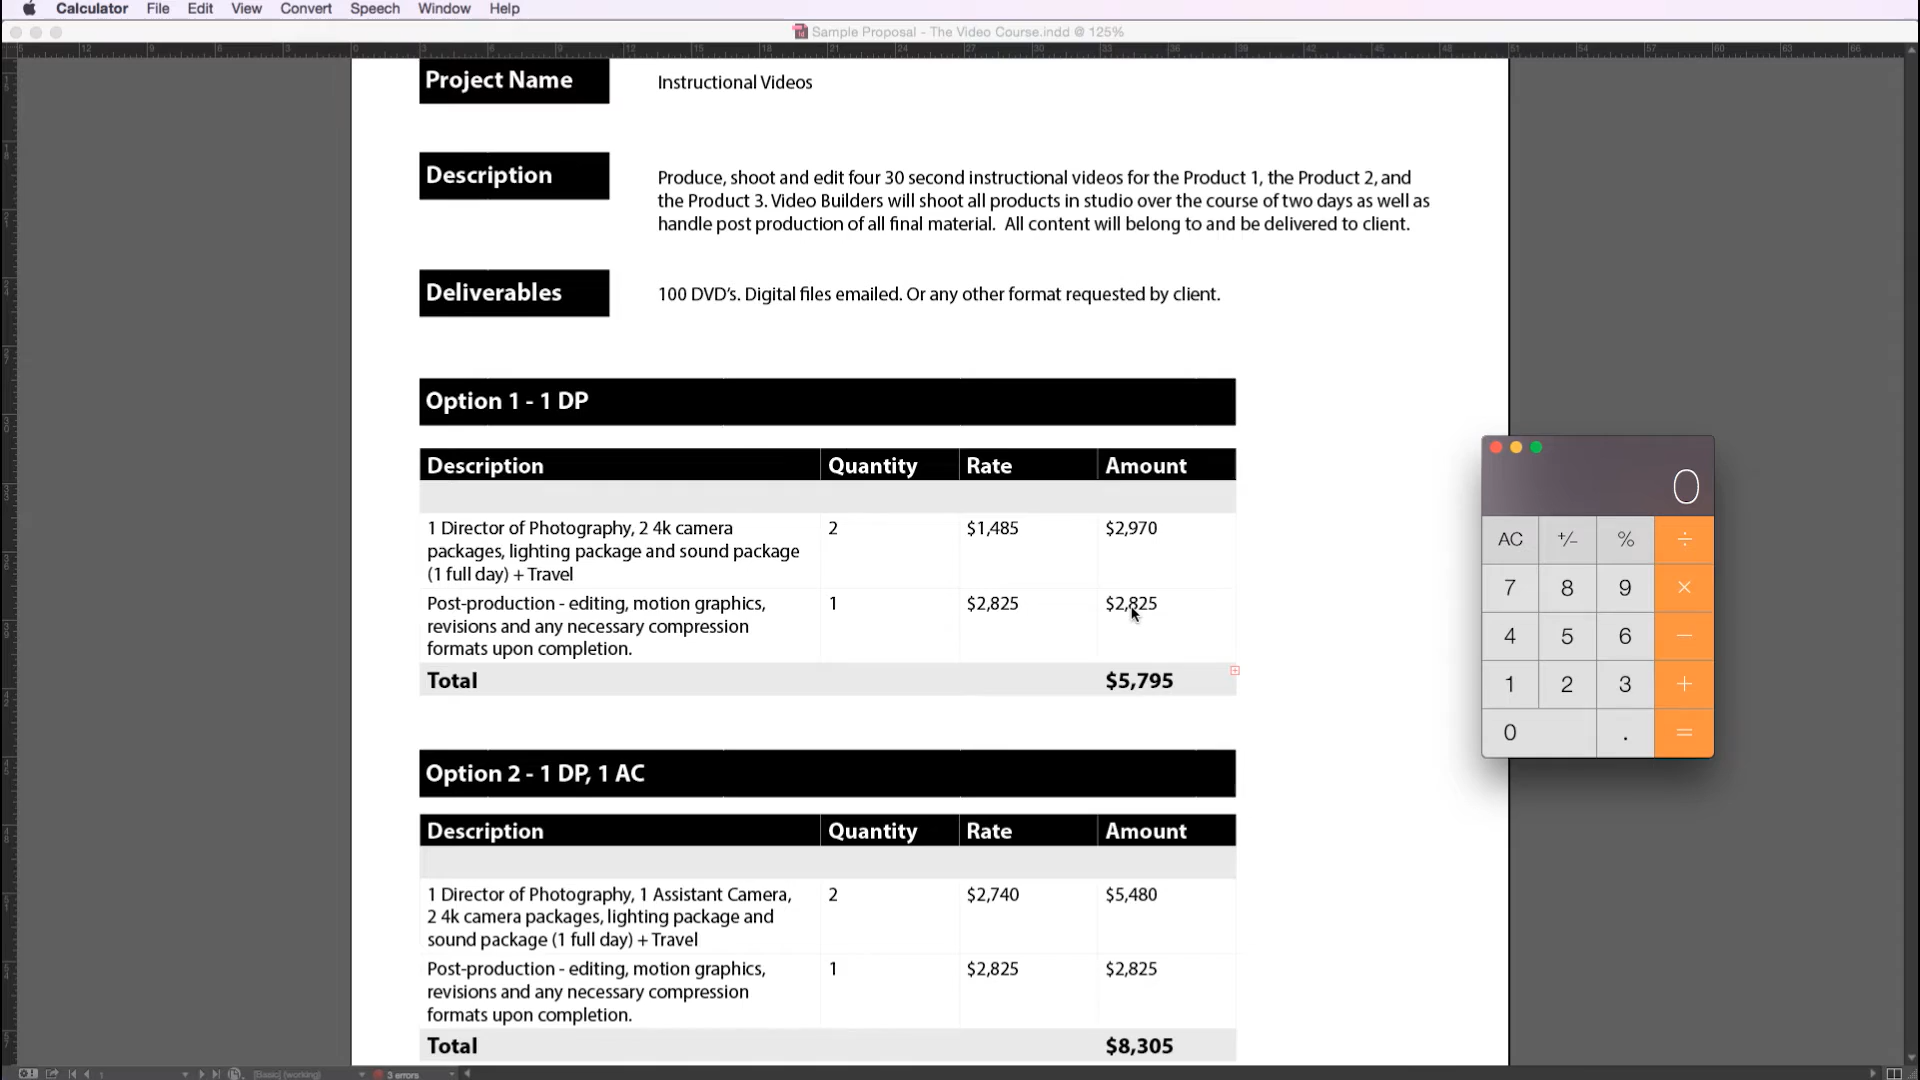 Calculator File Edit View Convert Speech Window Help
Sample Proposal - The Video Course.indd @ 125%
Project Name
Instructional Videos
Description
Produce, shoot and edit four 30 second instructional videos for the Product 1, the Product 2, and
the Product 3. Video Builders will shoot all products in studio over the course of two days as well as
handle post production of all final material.  All content will belong to and be delivered to client.
Deliverables
100 DVD's. Digital files emailed. Or any other format requested by client.
Option 1 - 1 DP
Description Quantity Rate Amount
1 Director of Photography, 2 4k camera 2 $1,485 $2,970
packages, lighting package and sound package
(1 full day) + Travel
Post-production - editing, motion graphics, 1 $2,825 $2,825
revisions and any necessary compression
formats upon completion.
Total $5,795
Option 2 - 1 DP, 1 AC
Description Quantity Rate Amount
1 Director of Photography, 1 Assistant Camera, 2 $2,740 $5,480
2 4k camera packages, lighting package and
sound package (1 full day) + Travel
Post-production - editing, motion graphics, 1 $2,825 $2,825
revisions and any necessary compression
formats upon completion.
Total $8,305
0
AC +/- % ÷
7 8 9 ×
4 5 6 −
1 2 3 +
0 . =
[Basic] (working) 3 errors